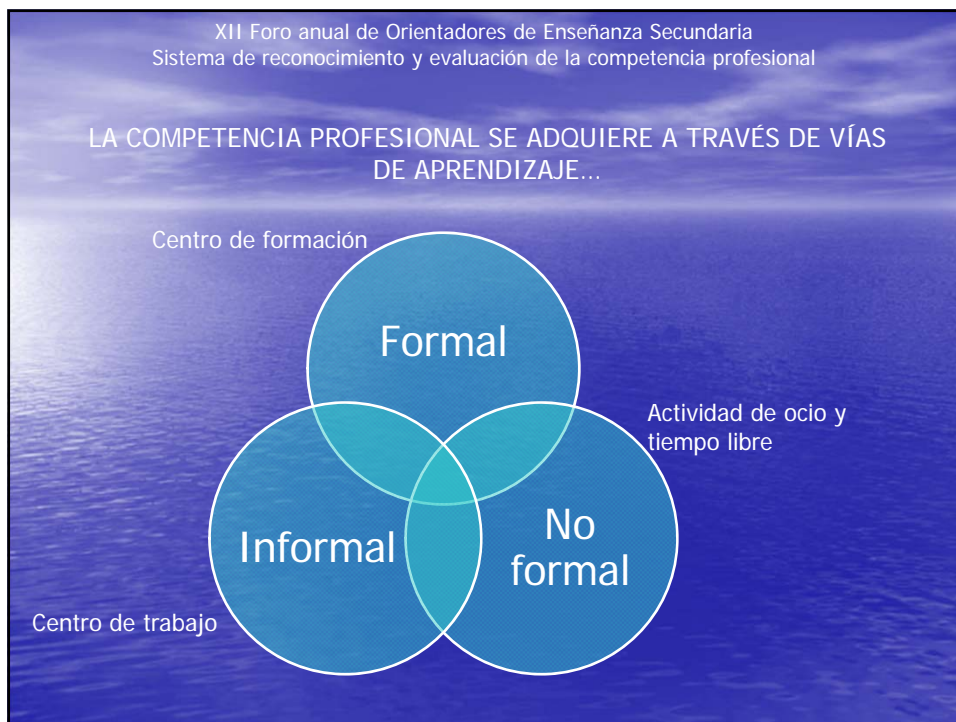 XII Foro anual de Orientadores de Enseñanza Secundaria
Sistema de reconocimiento y evaluación de la competencia profesional
LA COMPETENCIA PROFESIONAL SE ADQUIERE A TRAVÉS DE VÍAS
DE APRENDIZAJE...
Centro de formación
Formal
Actividad de ocio y
tiempo libre
Informal
No
formal
Centro de trabajo